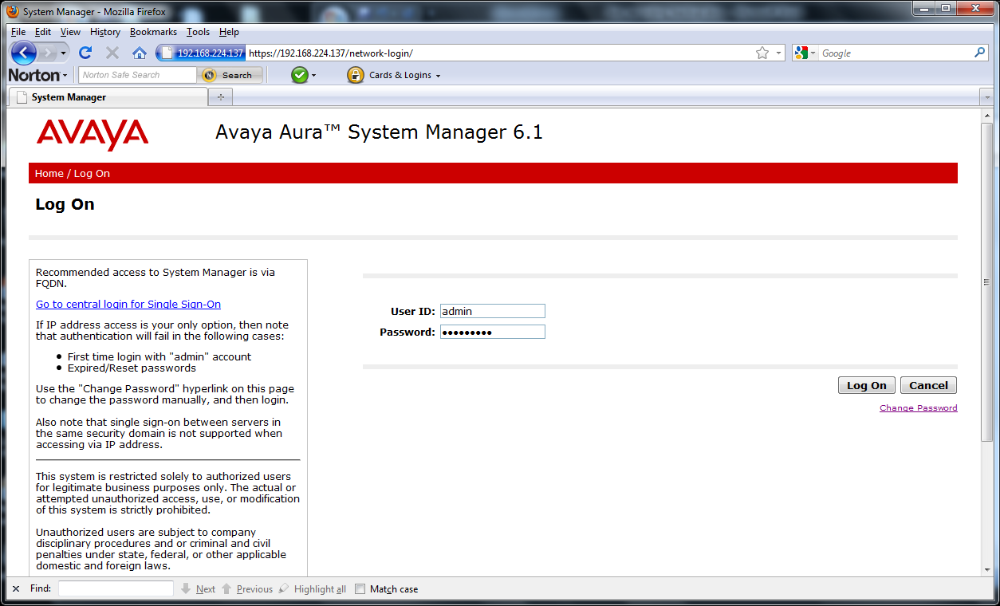 System Manager - Mozilla Firefox
File Edit View History Bookmarks Tools Help
192.168.224.137 https://192.168.224.137/network-login/
Google
Norton Norton Safe Search Search Cards & Logins
System Manager
AVAYA
Avaya Aura™ System Manager 6.1
Home / Log On
Log On
Recommended access to System Manager is via
FQDN.
Go to central login for Single Sign-On
If IP address access is your only option, then note
that authentication will fail in the following cases:
• First time login with "admin" account
• Expired/Reset passwords
Use the "Change Password" hyperlink on this page
to change the password manually, and then login.
Also note that single sign-on between servers in
the same security domain is not supported when
accessing via IP address.
This system is restricted solely to authorized users
for legitimate business purposes only. The actual or
attempted unauthorized access, use, or modification
of this system is strictly prohibited.
Unauthorized users are subject to company
disciplinary procedures and or criminal and civil
penalties under state, federal, or other applicable
domestic and foreign laws.
User ID: admin
Password: •••••••••
Log On Cancel
Change Password
Find: Next Previous Highlight all Match case